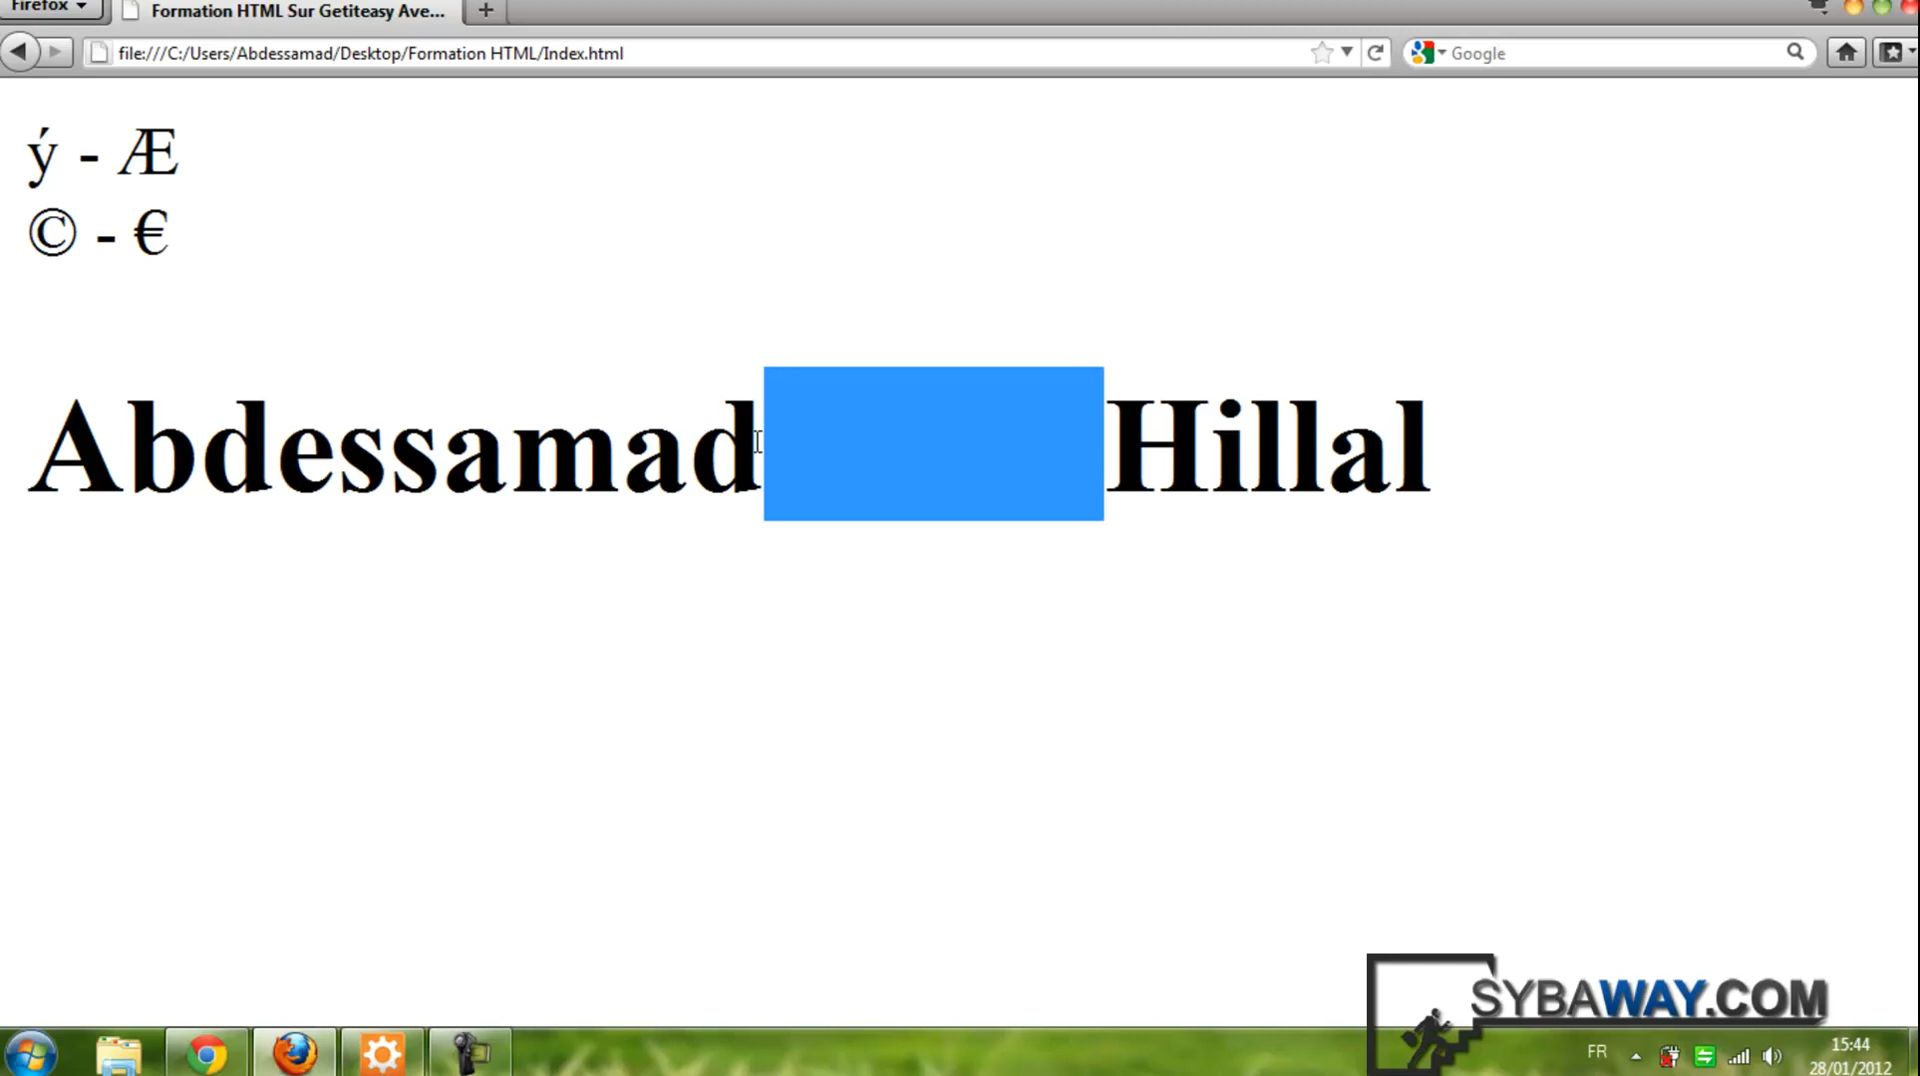 Firefox
Formation HTML Sur Getiteasy Ave...
file:///C:/Users/Abdessamad/Desktop/Formation HTML/Index.html
Google
ý - Æ
© - €
Abdessamad Hillal
SYBAWAY.COM
FR
15:44
28/01/2012